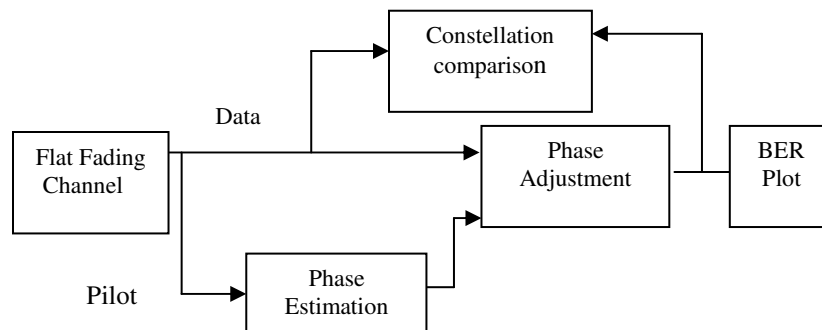 Constellation
comparison
Data
Flat Fading
Channel
Phase
Adjustment
BER
Plot
Phase
Estimation
Pilot